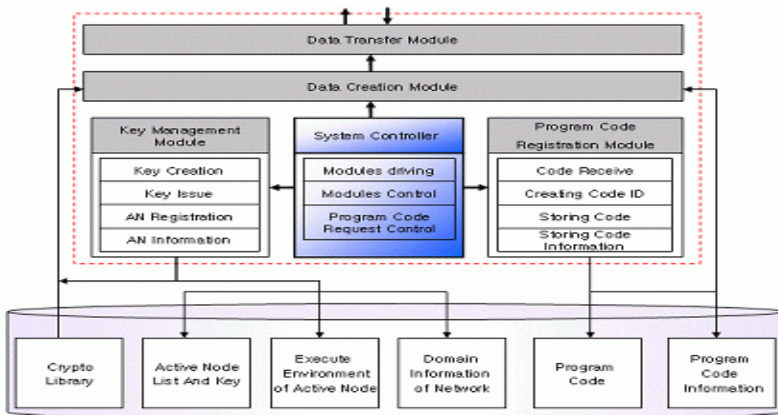 Data Transfer Module
Data Creation Module
Key Management
Module
Key Creation
Key Issue
AN Registration
AN Information
System Controller
Modules driving
Modules Control
Program Code
Request Control
Program Code
Registration Module
Code Receive
Creating Code ID
Storing Code
Storing Code
Information
Crypto
Library
Active Node
List And Key
Execute
Environment
of Active Node
Domain
Information
of Network
Program
Code
Program
Code
Information